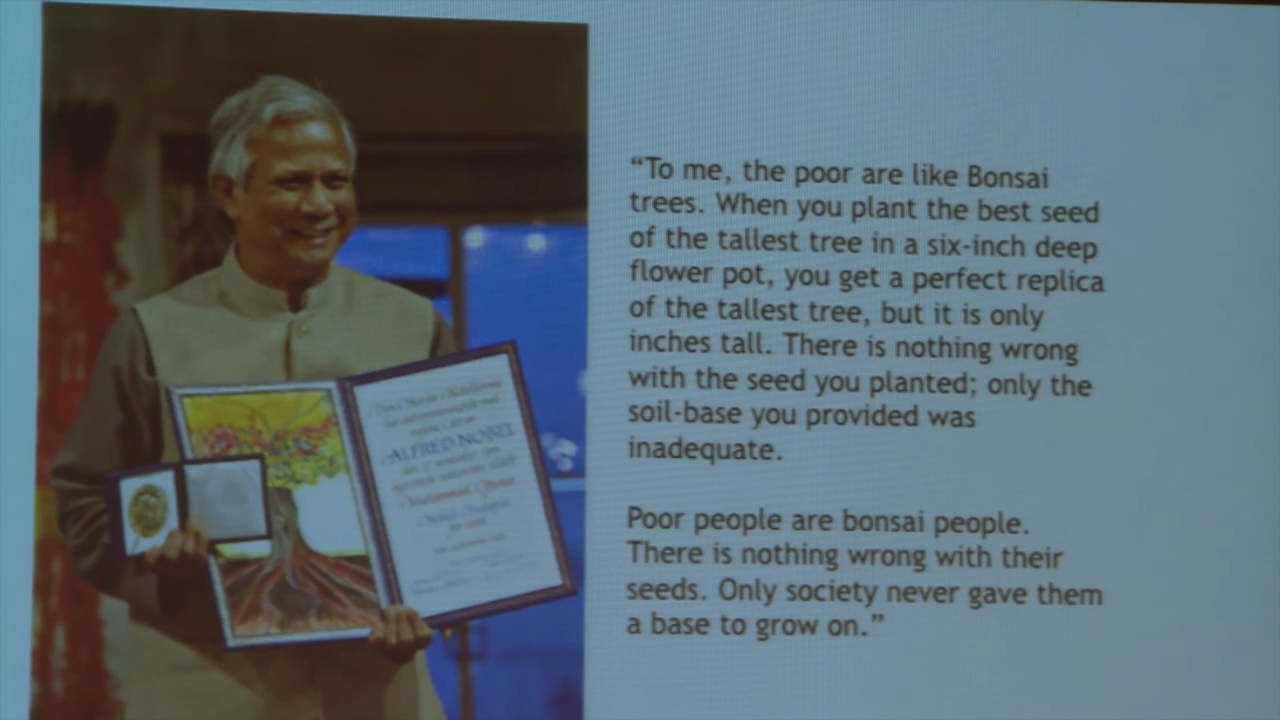 “To me, the poor are like Bonsai
trees. When you plant the best seed
of the tallest tree in a six-inch deep
flower pot, you get a perfect replica
of the tallest tree, but it is only
inches tall. There is nothing wrong
with the seed you planted; only the
soil-base you provided was
inadequate.
Poor people are bonsai people.
There is nothing wrong with their
seeds. Only society never gave them
a base to grow on.”
ALFRED NOBEL